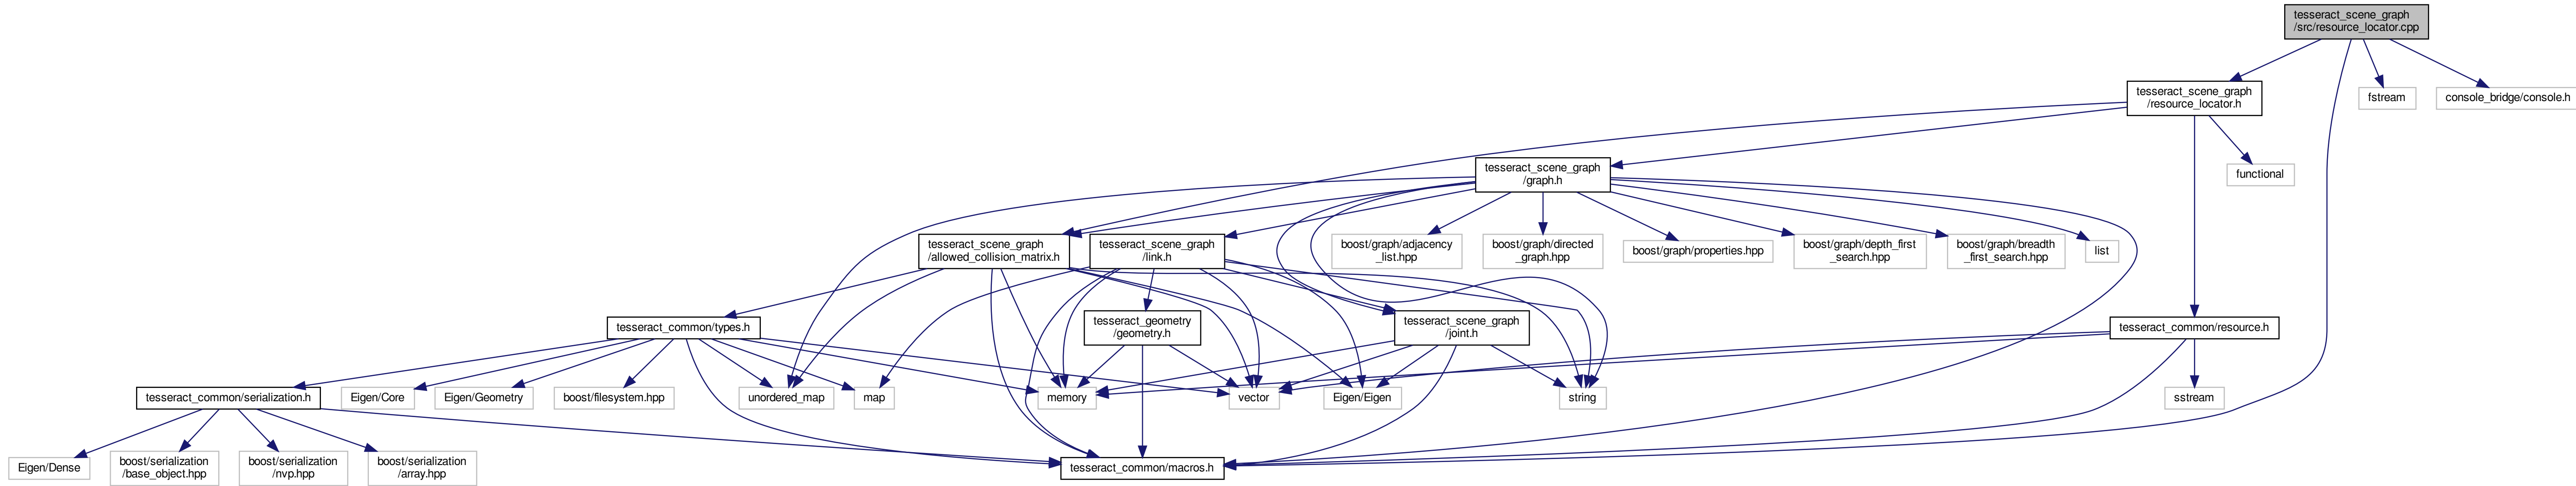 tesseract_scene_graph
/src/resource_locator.cpp
tesseract_scene_graph
/resource_locator.h
fstream
console_bridge/console.h
tesseract_scene_graph
/graph.h
functional
tesseract_scene_graph
/allowed_collision_matrix.h
tesseract_scene_graph
/link.h
boost/graph/adjacency
_list.hpp
boost/graph/directed
_graph.hpp
boost/graph/properties.hpp
boost/graph/depth_first
_search.hpp
boost/graph/breadth
_first_search.hpp
list
tesseract_common/types.h
tesseract_geometry
/geometry.h
tesseract_scene_graph
/joint.h
tesseract_common/resource.h
tesseract_common/serialization.h
Eigen/Core
Eigen/Geometry
boost/filesystem.hpp
unordered_map
map
memory
vector
Eigen/Eigen
string
sstream
Eigen/Dense
boost/serialization
/base_object.hpp
boost/serialization
/nvp.hpp
boost/serialization
/array.hpp
tesseract_common/macros.h